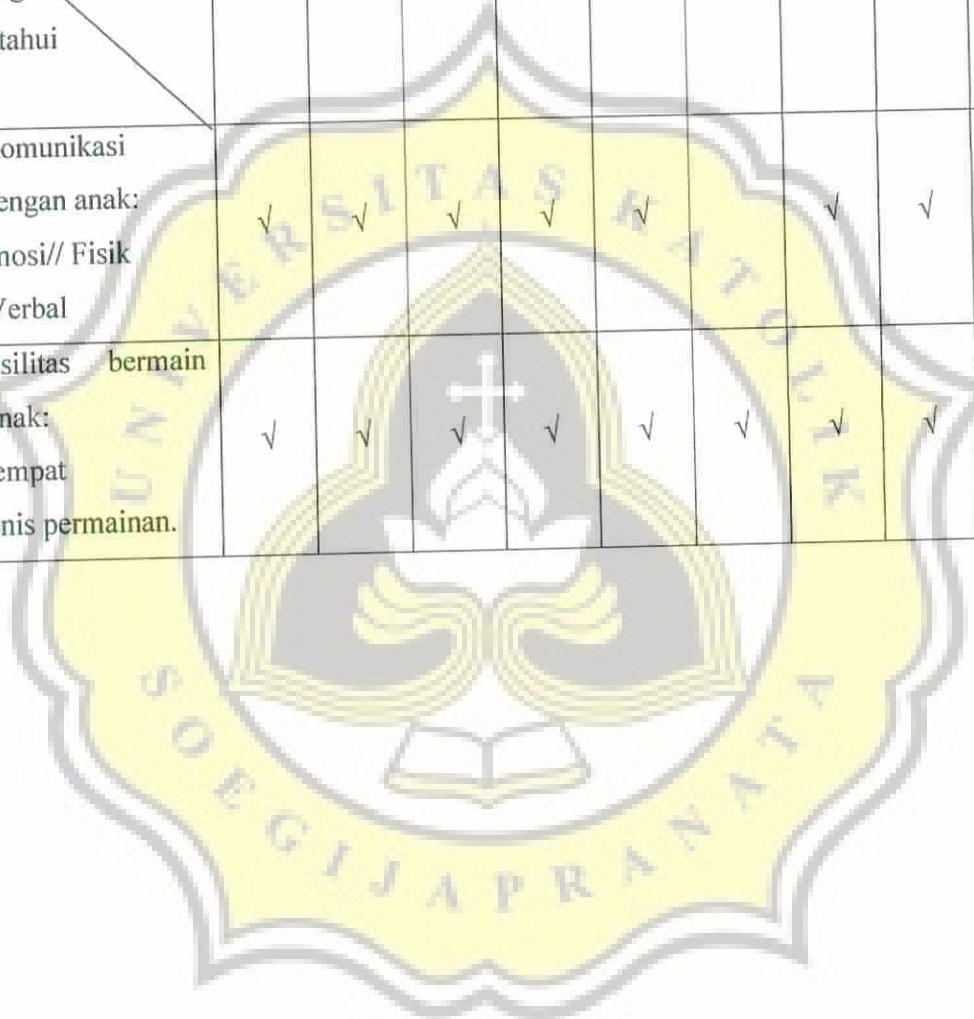 tahui
omunikasi
engan anak:
√ √ √ √ √ √ √
nosi// Fisik
Verbal
silitas bermain
nak:
√ √ √ √ √ √ √ √
empat
nis permainan.
UNIVERSITAS KATOLIK
SOEGIJAPRANATA